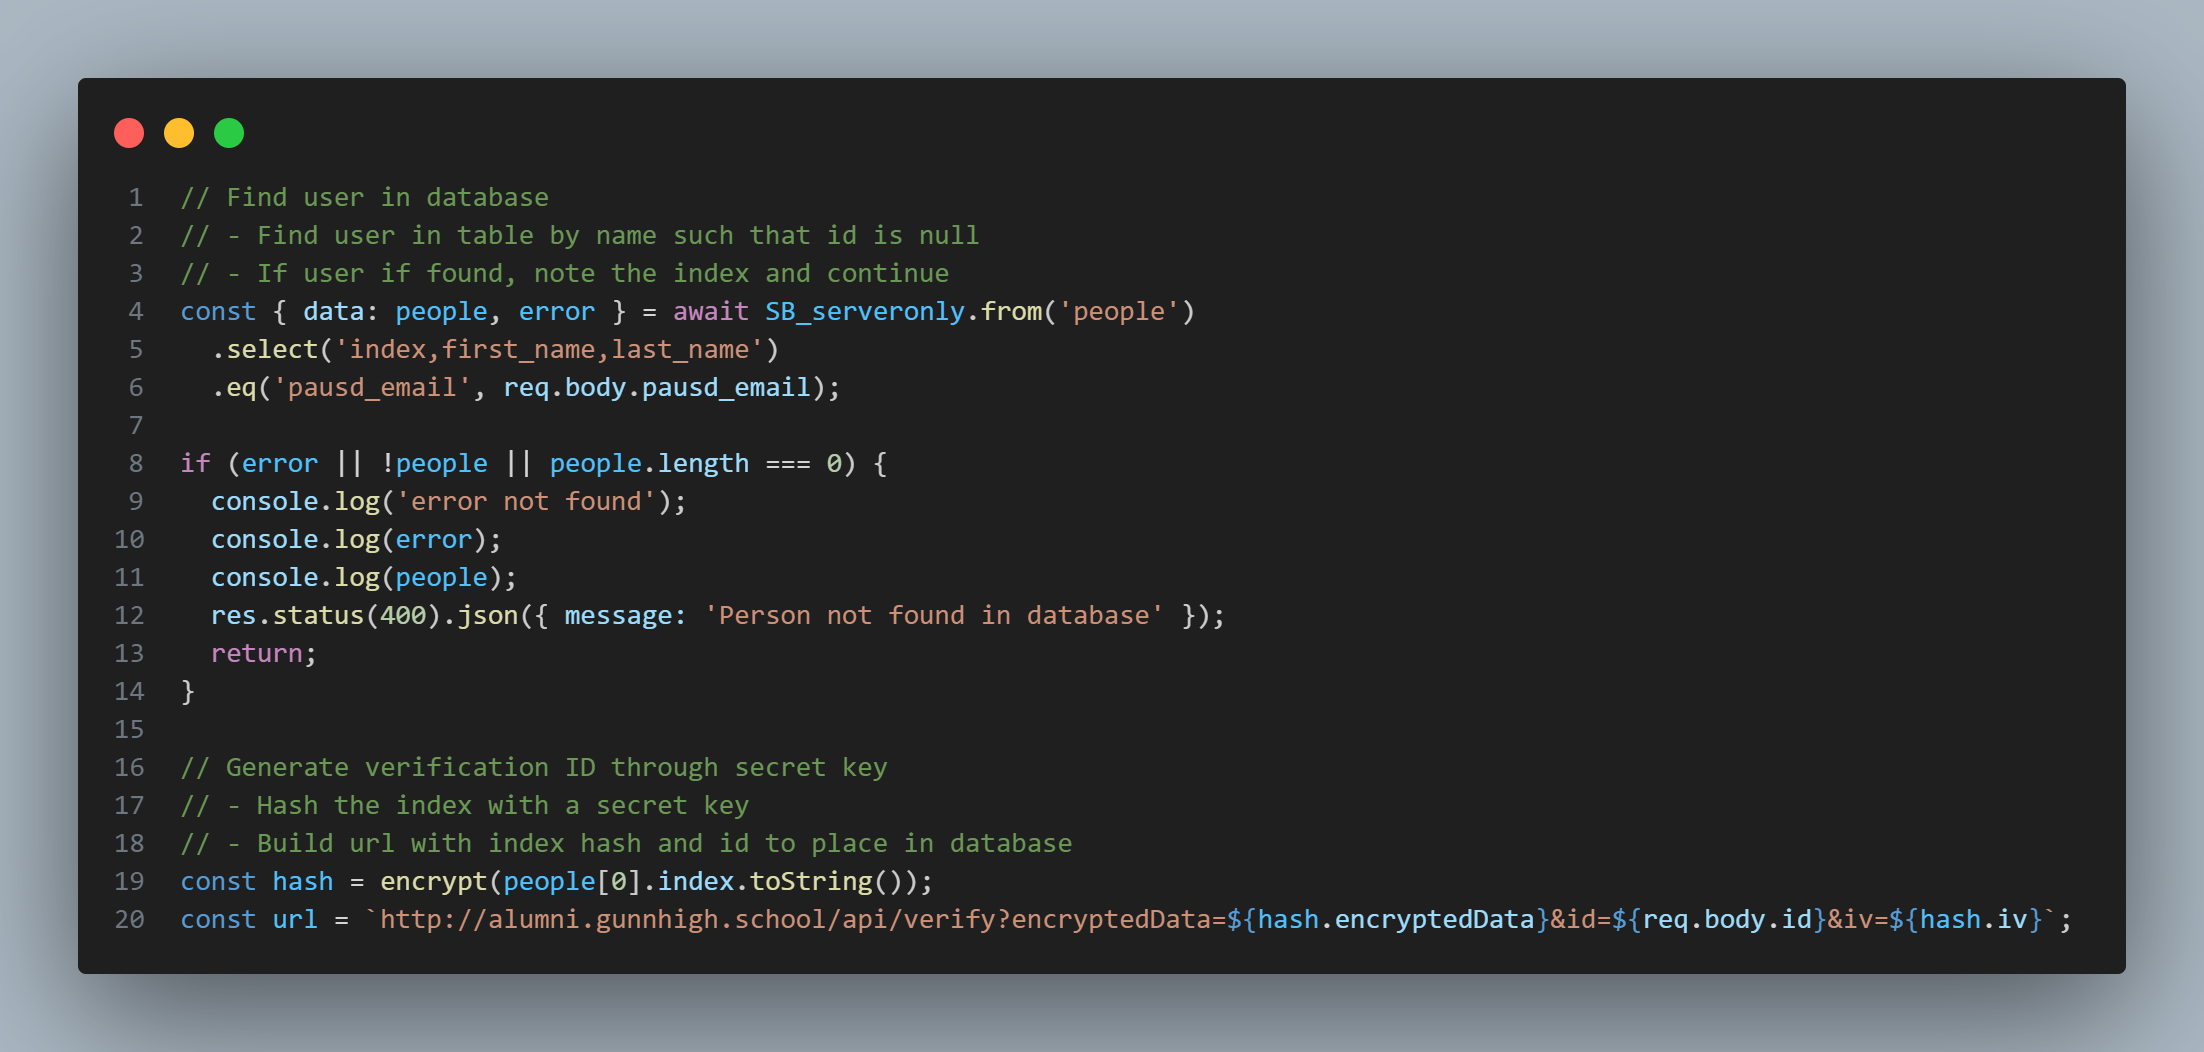 1 // Find user in database
2 // - Find user in table by name such that id is null
3 // - If user if found, note the index and continue
4 const { data: people, error } = await SB_serveronly.from('people')
5   .select('index,first_name,last_name')
6   .eq('pausd_email', req.body.pausd_email);
7
8 if (error || !people || people.length === 0) {
9   console.log('error not found');
10   console.log(error);
11   console.log(people);
12   res.status(400).json({ message: 'Person not found in database' });
13   return;
14 }
15
16 // Generate verification ID through secret key
17 // - Hash the index with a secret key
18 // - Build url with index hash and id to place in database
19 const hash = encrypt(people[0].index.toString());
20 const url = `http://alumni.gunnhigh.school/api/verify?encryptedData=${hash.encryptedData}&id=${req.body.id}&iv=${hash.iv}`;